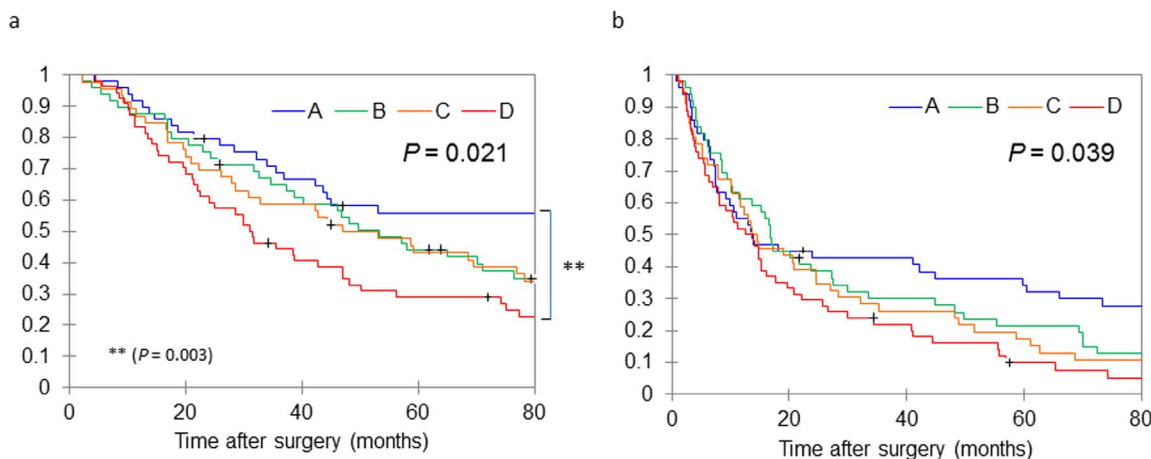 a
b
1
0.9
0.8
0.7
0.6
0.5
0.4
0.3
0.2
0.1
0
A B C D
P = 0.021
**
** (P = 0.003)
0 20 40 60 80
Time after surgery (months)
1
0.9
0.8
0.7
0.6
0.5
0.4
0.3
0.2
0.1
0
A B C D
P = 0.039
0 20 40 60 80
Time after surgery (months)